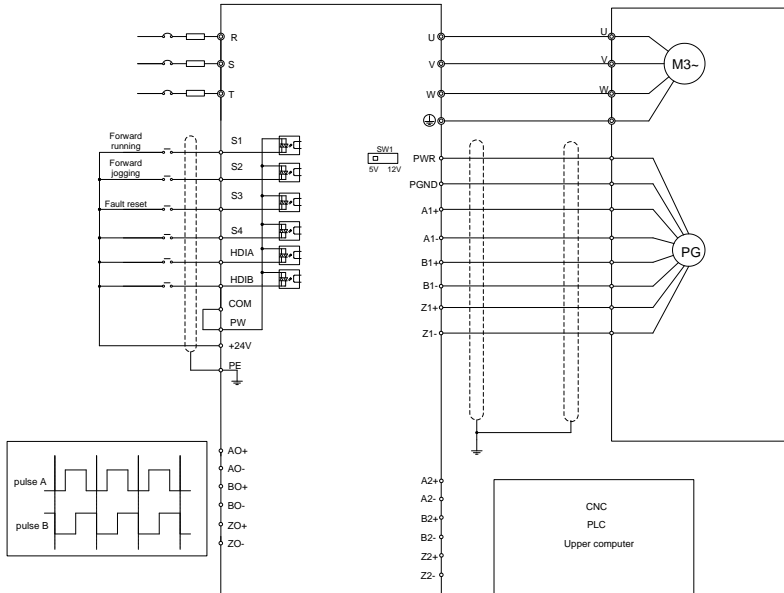 R
S
T
Forward running
S1
Forward jogging
S2
Fault reset
S3
S4
HDIA
HDIB
COM
PW
+24V
PE
U
V
W
SW1
5V 12V
PWR
PGND
A1+
A1-
B1+
B1-
Z1+
Z1-
U
V
W
M3~
PG
pulse A
pulse B
AO+
AO-
BO+
BO-
ZO+
ZO-
A2+
A2-
B2+
B2-
Z2+
Z2-
CNC
PLC
Upper computer